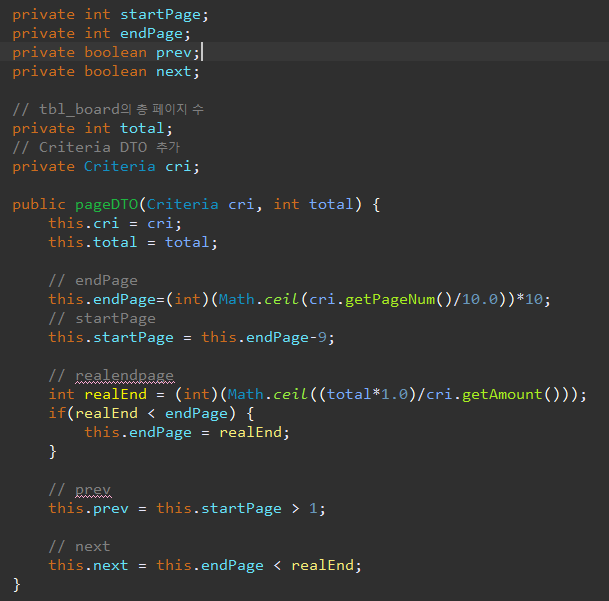 private int startPage;
private int endPage;
private boolean prev;
private boolean next;
// tbl_board의 총 페이지 수
private int total;
// Criteria DTO 추가
private Criteria cri;
public pageDTO(Criteria cri, int total) {
this.cri = cri;
this.total = total;
// endPage
this.endPage=(int)(Math.ceil(cri.getPageNum()/10.0))*10;
// startPage
this.startPage = this.endPage-9;
// realendpage
int realEnd = (int)(Math.ceil((total*1.0)/cri.getAmount()));
if(realEnd < endPage) {
this.endPage = realEnd;
}
// prev
this.prev = this.startPage > 1;
// next
this.next = this.endPage < realEnd;
}